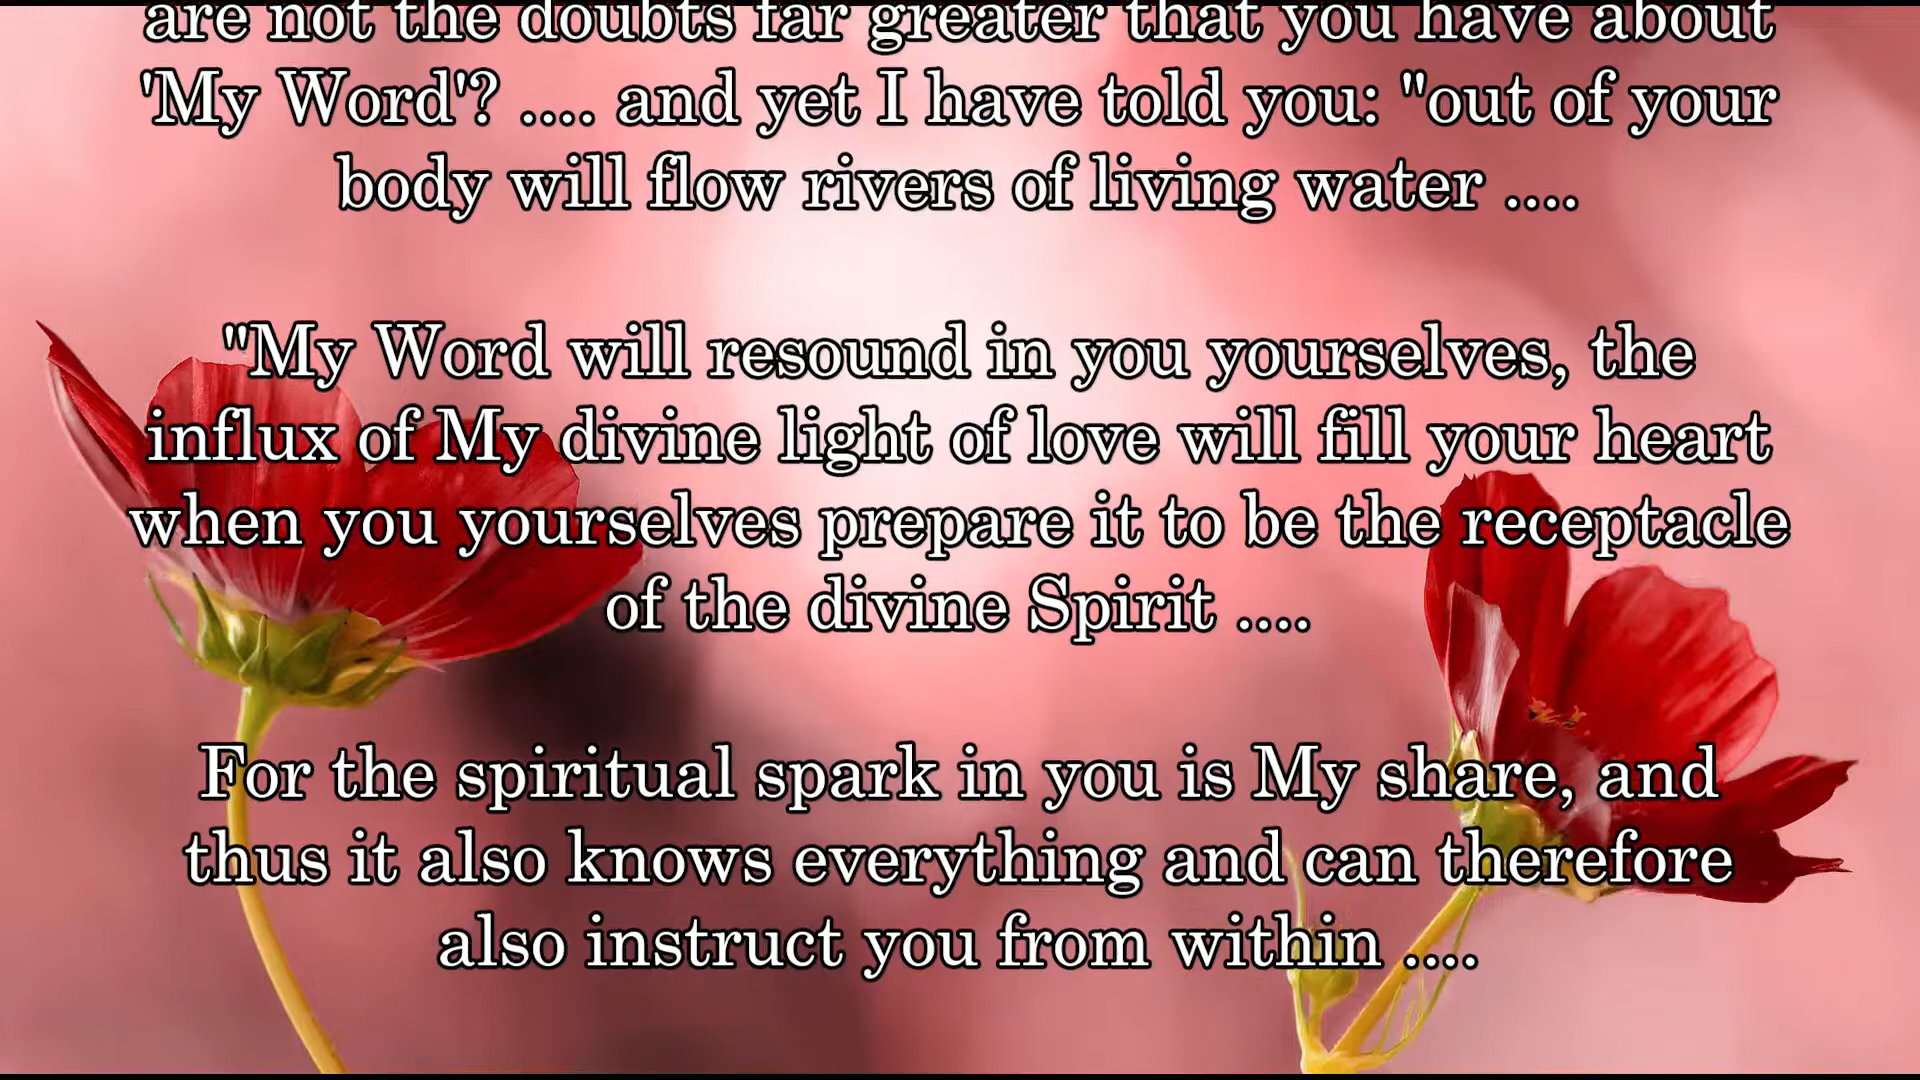 are not the doubts far greater that you have about
'My Word'? .... and yet I have told you: "out of your
body will flow rivers of living water ....
"My Word will resound in you yourselves, the
influx of My divine light of love will fill your heart
when you yourselves prepare it to be the receptacle
of the divine Spirit ....
For the spiritual spark in you is My share, and
thus it also knows everything and can therefore
also instruct you from within ....